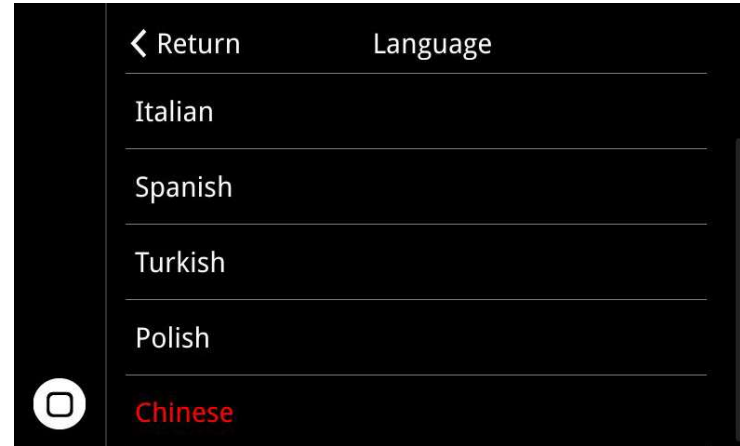 Return Language
Italian
Spanish
Turkish
Polish
Chinese